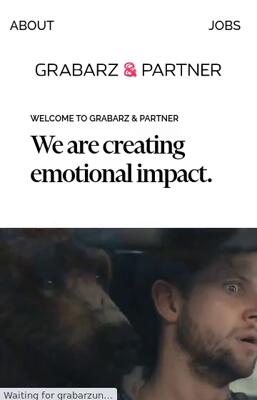 ABOUT JOBS
GRABARZ & PARTNER
WELCOME TO GRABARZ & PARTNER
We are creating
emotional impact.
Waiting for grabarzun...